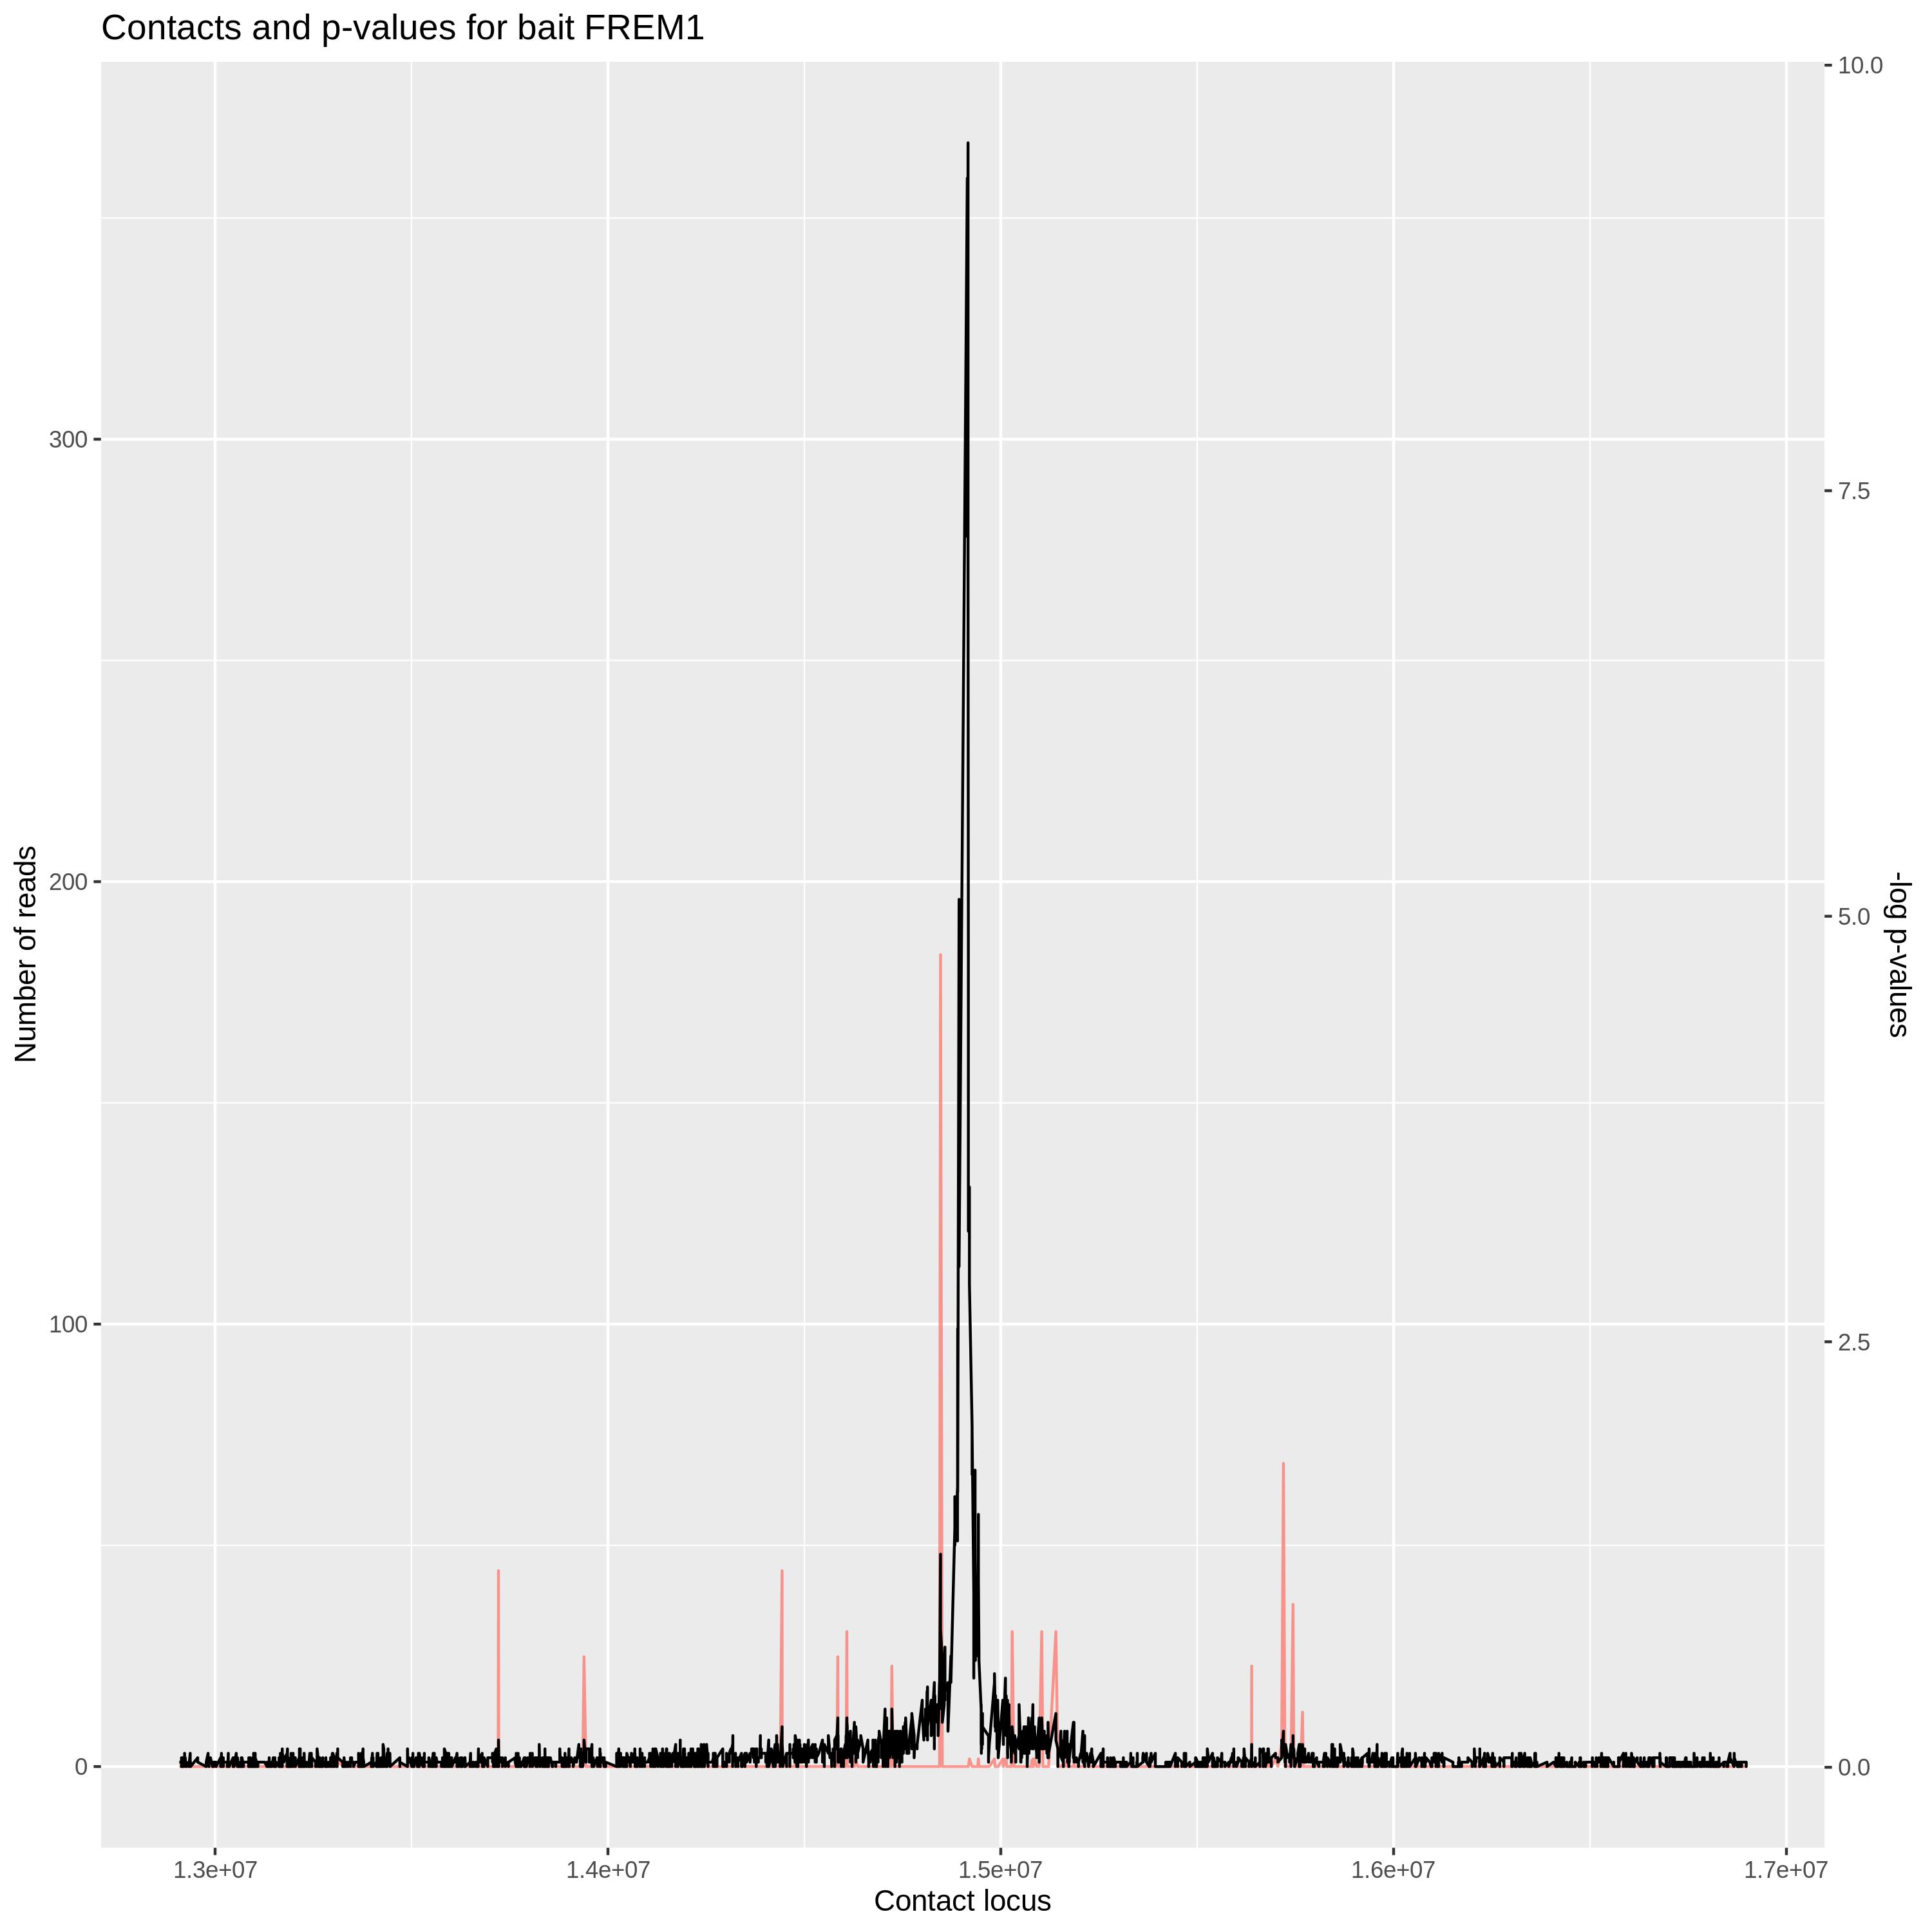 Contacts and p-values for bait FREM1
10.0
7.5
5.0
2.5
0.0
300
200
100
0
Number of reads
-log p-values
1.3e+07
1.4e+07
1.5e+07
1.6e+07
1.7e+07
Contact locus